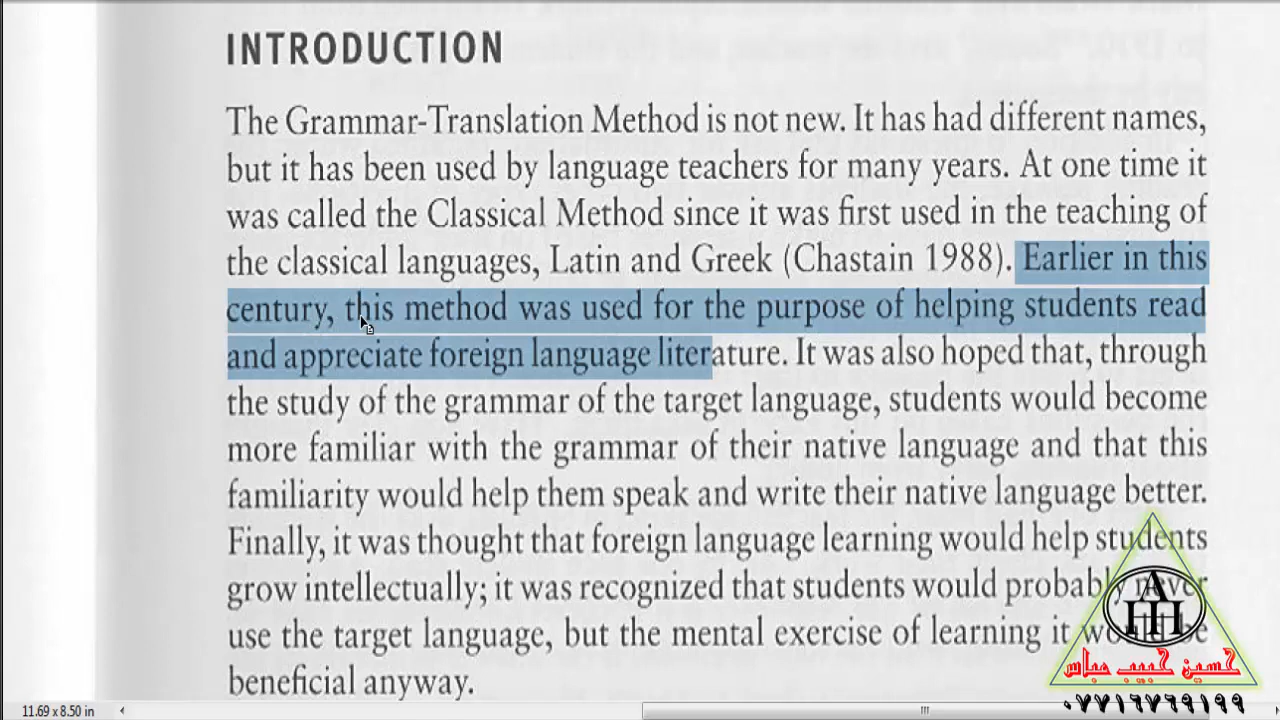 INTRODUCTION
The Grammar-Translation Method is not new. It has had different names,
but it has been used by language teachers for many years. At one time it
was called the Classical Method since it was first used in the teaching of
the classical languages, Latin and Greek (Chastain 1988). Earlier in this
century, this method was used for the purpose of helping students read
and appreciate foreign language literature. It was also hoped that, through
the study of the grammar of the target language, students would become
more familiar with the grammar of their native language and that this
familiarity would help them speak and write their native language better.
Finally, it was thought that foreign language learning would help students
grow intellectually; it was recognized that students would probably never
use the target language, but the mental exercise of learning it would be
beneficial anyway.
حسين حبيب عباس
٠٧٧١٦٧٦٩١٩٩
11.69 x 8.50 in